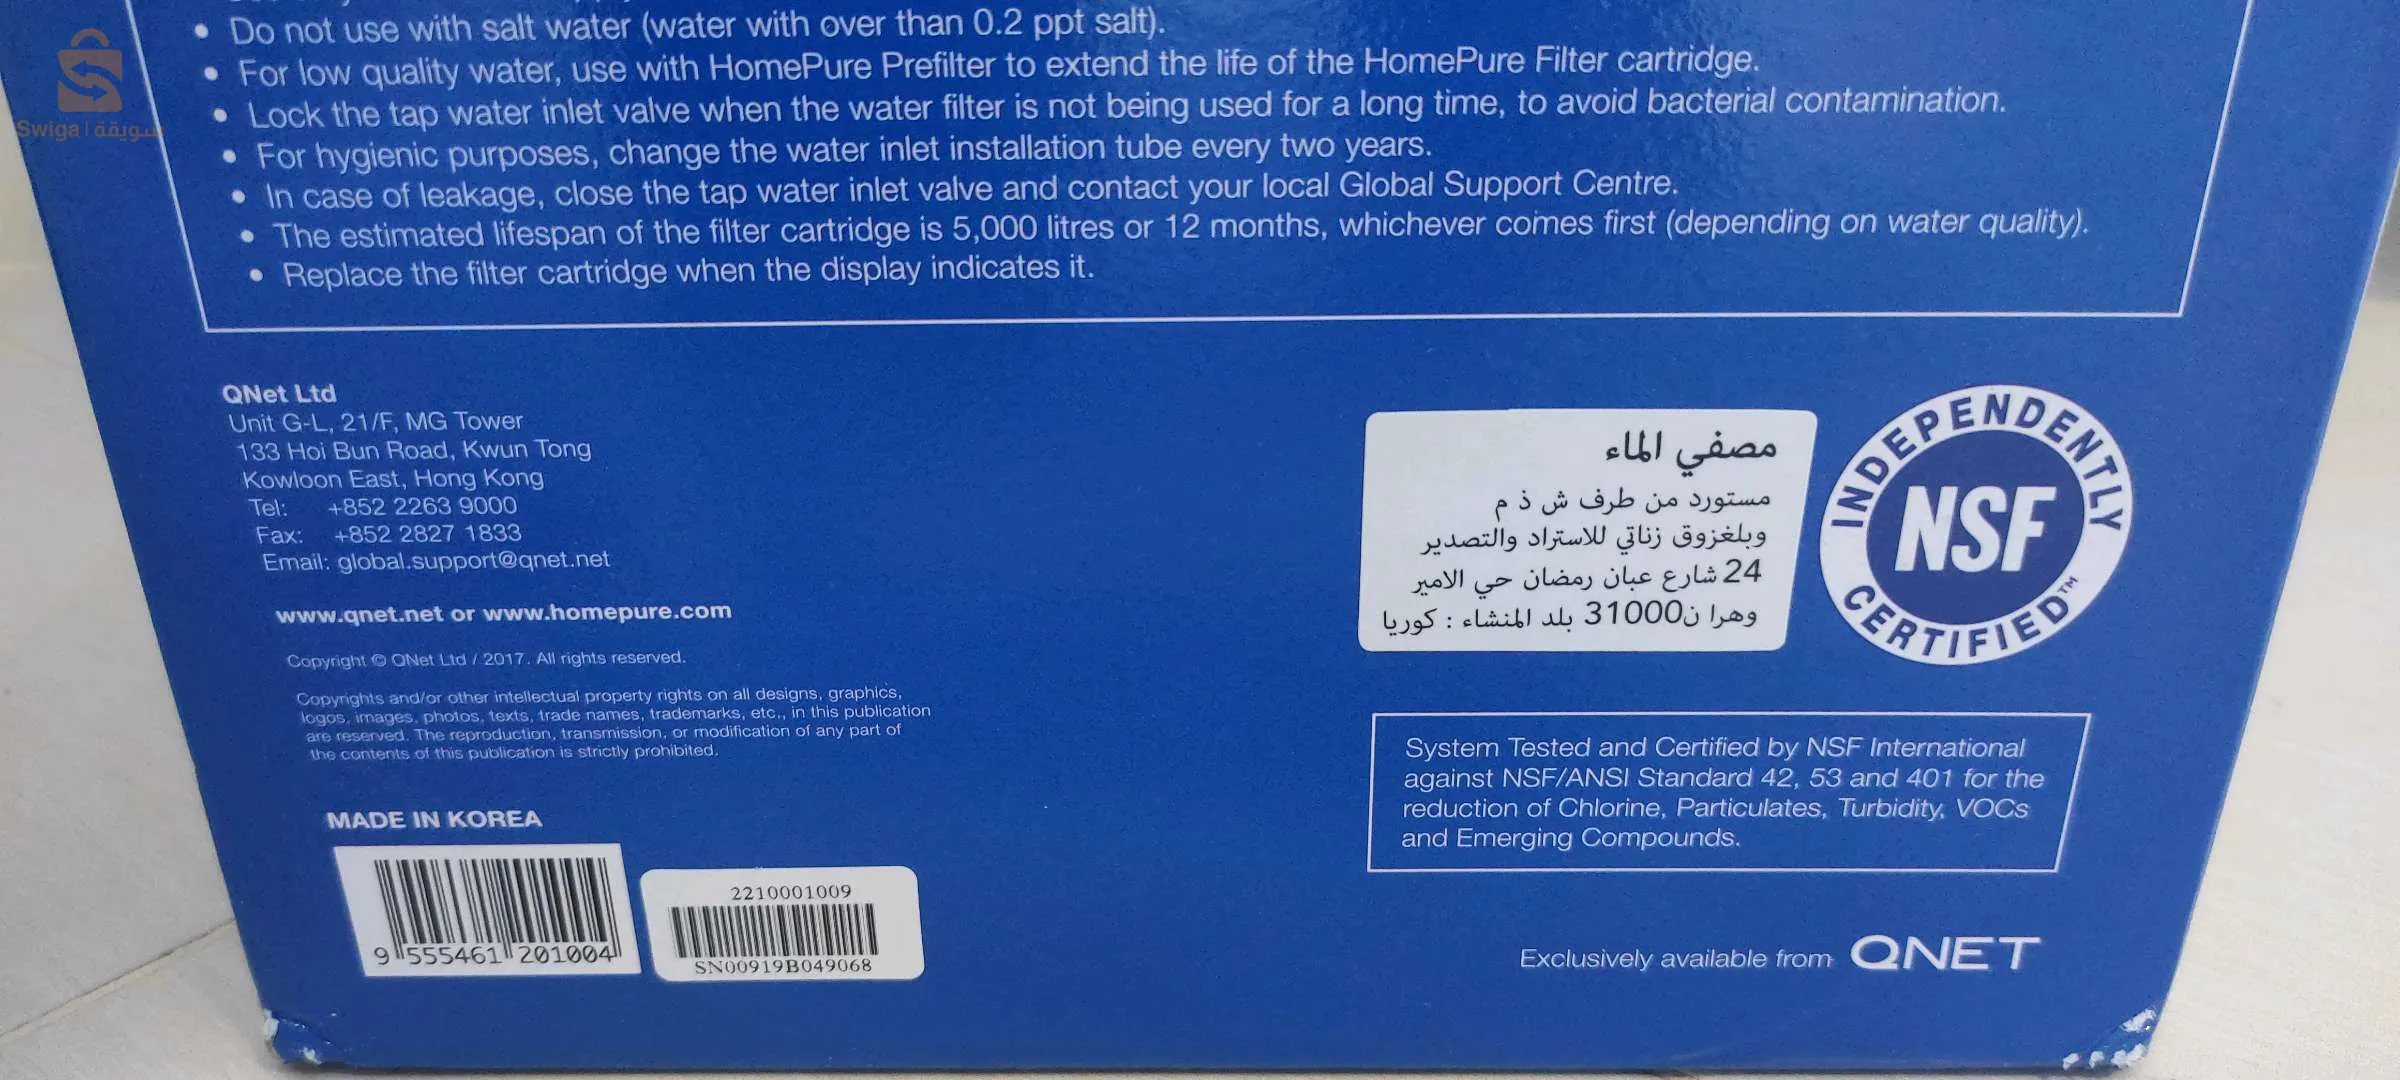 • Do not use with salt water (water with over than 0.2 ppt salt).
• For low quality water, use with HomePure Prefilter to extend the life of the HomePure Filter cartridge.
• Lock the tap water inlet valve when the water filter is not being used for a long time, to avoid bacterial contamination.
• For hygienic purposes, change the water inlet installation tube every two years.
• In case of leakage, close the tap water inlet valve and contact your local Global Support Centre.
• The estimated lifespan of the filter cartridge is 5,000 litres or 12 months, whichever comes first (depending on water quality).
• Replace the filter cartridge when the display indicates it.
Swiga | سويقة
QNet Ltd
Unit G-L, 21/F, MG Tower
133 Hoi Bun Road, Kwun Tong
Kowloon East, Hong Kong
Tel: +852 2263 9000
Fax: +852 2827 1833
Email: global.support@qnet.net
www.qnet.net or www.homepure.com
Copyright © QNet Ltd / 2017. All rights reserved.
Copyrights and/or other intellectual property rights on all designs, graphics,
logos, images, photos, texts, trade names, trademarks, etc., in this publication
are reserved. The reproduction, transmission, or modification of any part of
the contents of this publication is strictly prohibited.
MADE IN KOREA
9 555461 201004
2210001009
SN00919B049068
مصفي الماء
مستورد من طرف ش ذ م
وبلغزوق زناتي للاستراد والتصدير
24 شارع عبان رمضان حي الامير
وهرا ن31000 بلد المنشاء : كوريا
INDEPENDENTLY
NSF
CERTIFIED™
System Tested and Certified by NSF International
against NSF/ANSI Standard 42, 53 and 401 for the
reduction of Chlorine, Particulates, Turbidity, VOCs
and Emerging Compounds.
Exclusively available from QNET